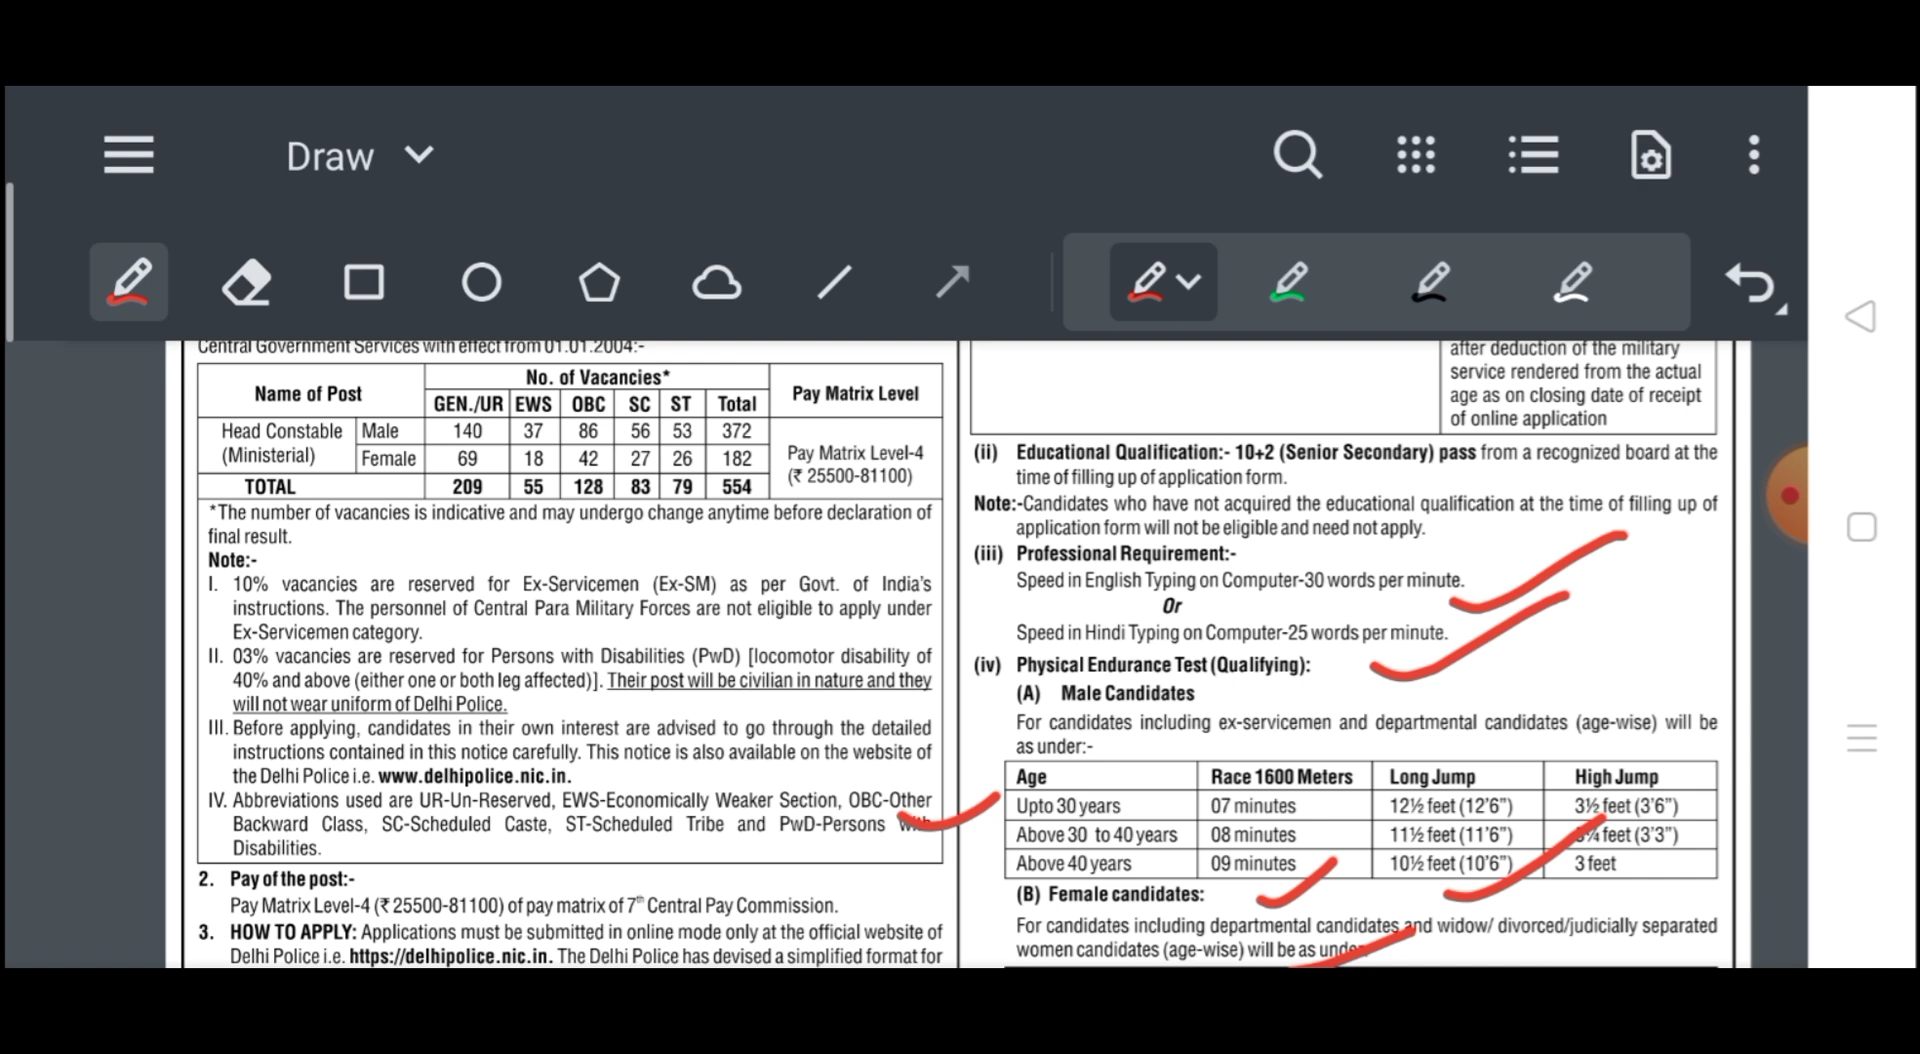 Draw
Central Government Services with effect from 01.01.2004:-
Name of Post No. of Vacancies* Pay Matrix Level
GEN./UR EWS OBC SC ST Total
Head Constable (Ministerial) Male 140 37 86 56 53 372 Pay Matrix Level-4 (₹ 25500-81100)
Female 69 18 42 27 26 182
TOTAL 209 55 128 83 79 554
*The number of vacancies is indicative and may undergo change anytime before declaration of
final result.
Note:-
I. 10% vacancies are reserved for Ex-Servicemen (Ex-SM) as per Govt. of India's
instructions. The personnel of Central Para Military Forces are not eligible to apply under
Ex-Servicemen category.
II. 03% vacancies are reserved for Persons with Disabilities (PwD) [locomotor disability of
40% and above (either one or both leg affected)]. Their post will be civilian in nature and they
will not wear uniform of Delhi Police.
III. Before applying, candidates in their own interest are advised to go through the detailed
instructions contained in this notice carefully. This notice is also available on the website of
the Delhi Police i.e. www.delhipolice.nic.in.
IV. Abbreviations used are UR-Un-Reserved, EWS-Economically Weaker Section, OBC-Other
Backward Class, SC-Scheduled Caste, ST-Scheduled Tribe and PwD-Persons with
Disabilities.
2. Pay of the post:-
Pay Matrix Level-4 (₹ 25500-81100) of pay matrix of 7th Central Pay Commission.
3. HOW TO APPLY: Applications must be submitted in online mode only at the official website of
Delhi Police i.e. https://delhipolice.nic.in. The Delhi Police has devised a simplified format for
after deduction of the military
service rendered from the actual
age as on closing date of receipt
of online application
(ii) Educational Qualification:- 10+2 (Senior Secondary) pass from a recognized board at the
time of filling up of application form.
Note:-Candidates who have not acquired the educational qualification at the time of filling up of
application form will not be eligible and need not apply.
(iii) Professional Requirement:-
Speed in English Typing on Computer-30 words per minute.
Or
Speed in Hindi Typing on Computer-25 words per minute.
(iv) Physical Endurance Test (Qualifying):
(A) Male Candidates
For candidates including ex-servicemen and departmental candidates (age-wise) will be
as under:-
Age Race 1600 Meters Long Jump High Jump
Upto 30 years 07 minutes 12½ feet (12'6") 3½ feet (3'6")
Above 30 to 40 years 08 minutes 11½ feet (11'6") 3¼ feet (3'3")
Above 40 years 09 minutes 10½ feet (10'6") 3 feet
(B) Female candidates:
For candidates including departmental candidates and widow/ divorced/judicially separated
women candidates (age-wise) will be as under